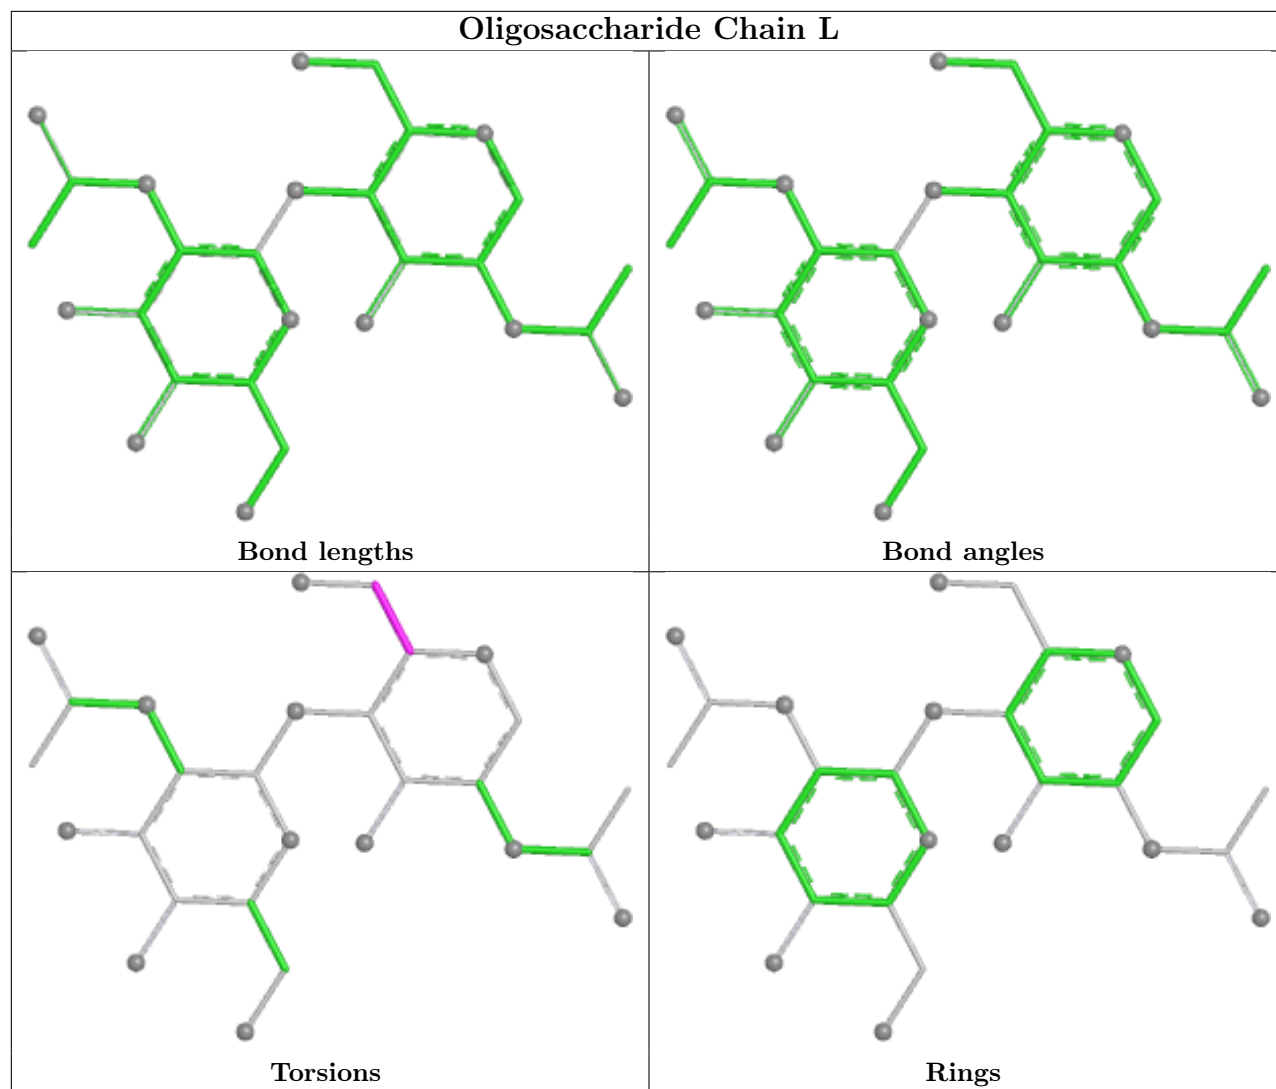 Oligosaccharide Chain L
Bond lengths
Bond angles
Torsions
Rings